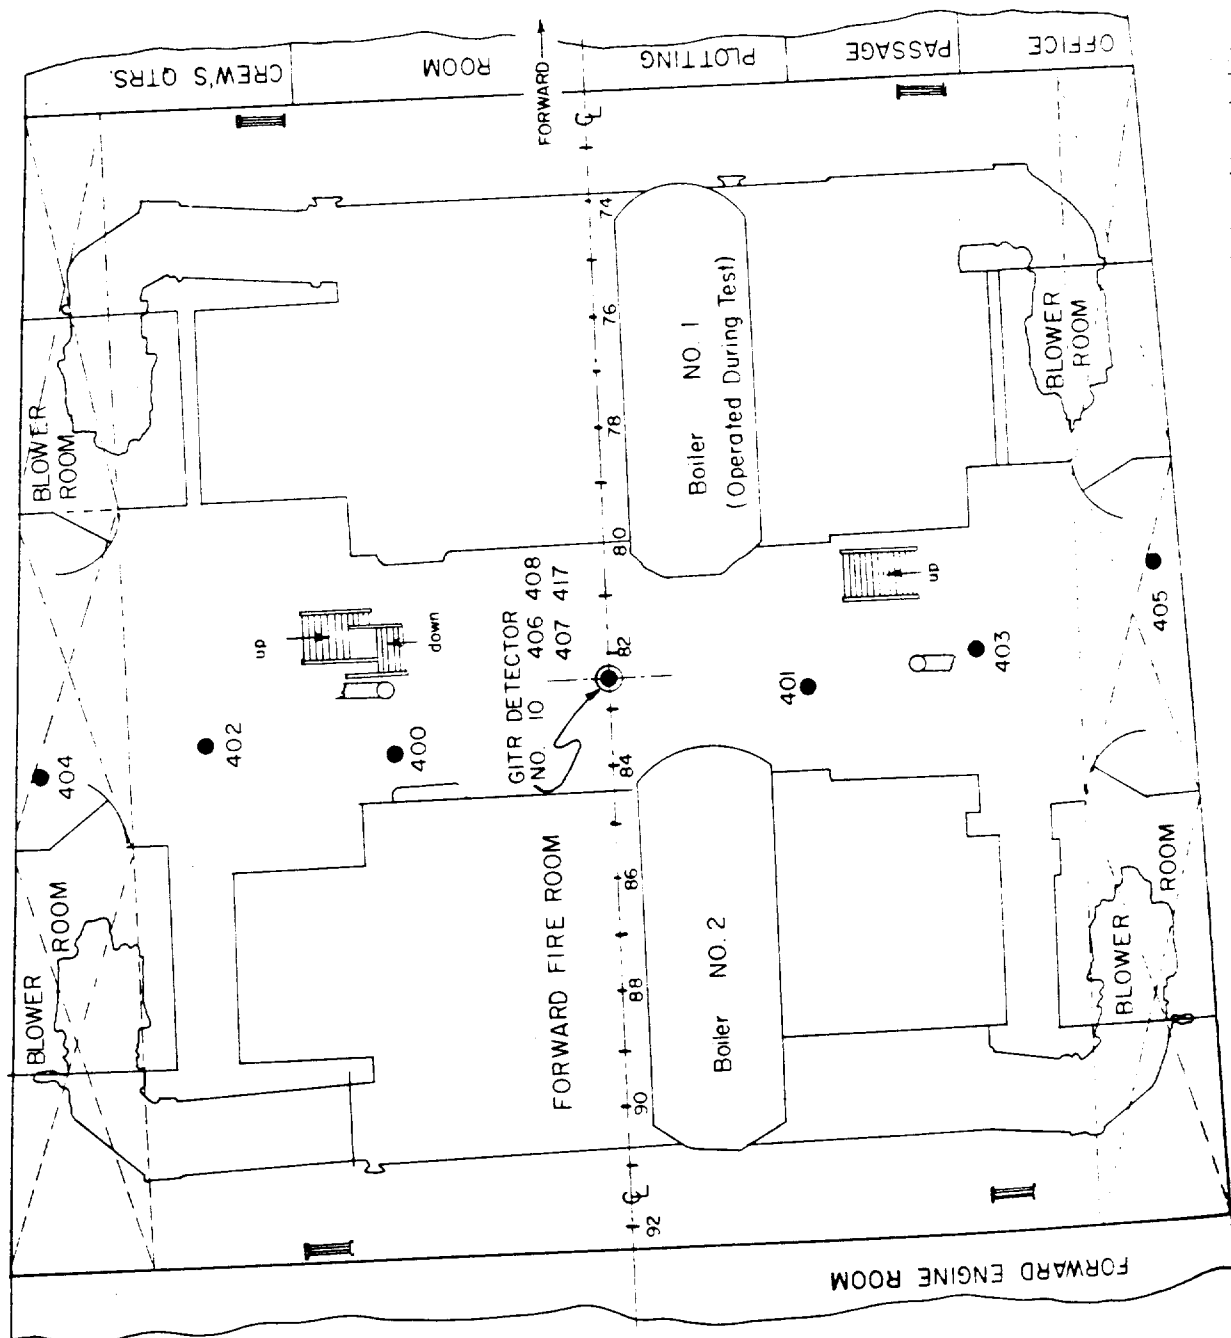 CREW'S QTRS.
ROOM
PLOTTING
PASSAGE
OFFICE
FORWARD
℄
BLOWER
ROOM
74
76
78
80
82
84
86
88
90
92
Boiler NO. 1
(Operated During Test)
BLOWER
ROOM
up
down
GITR DETECTOR
NO. 10 406 408
407 417
up
404
402
400
401
403
405
FORWARD FIRE ROOM
Boiler NO. 2
BLOWER
ROOM
BLOWER
ROOM
℄
FORWARD ENGINE ROOM